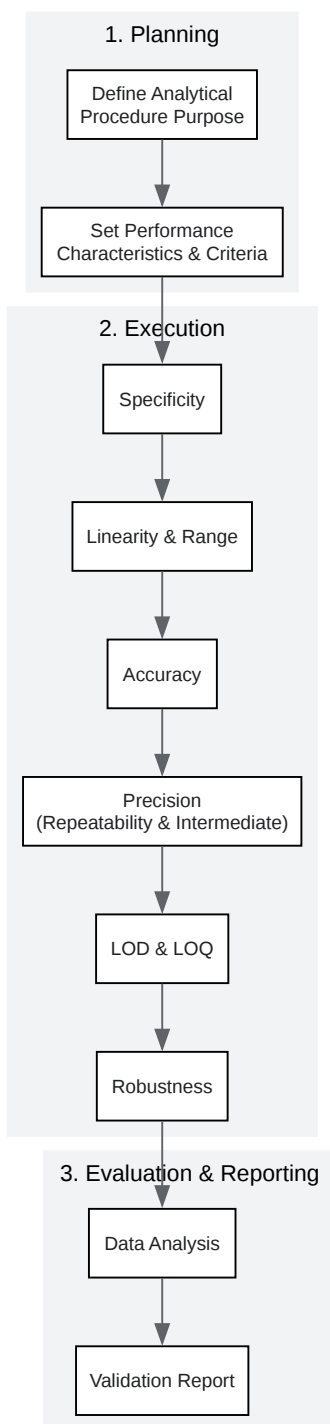 1. Planning
Define Analytical
Procedure Purpose
Set Performance
Characteristics & Criteria
2. Execution
Specificity
Linearity & Range
Accuracy
Precision
(Repeatability & Intermediate)
LOD & LOQ
Robustness
3. Evaluation & Reporting
Data Analysis
Validation Report